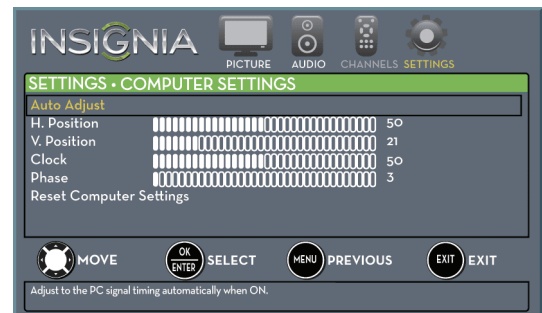 INSIGNIA
PICTURE AUDIO CHANNELS SETTINGS
SETTINGS • COMPUTER SETTINGS
Auto Adjust
H. Position 50
V. Position 21
Clock 50
Phase 3
Reset Computer Settings
MOVE OK ENTER SELECT MENU PREVIOUS EXIT EXIT
Adjust to the PC signal timing automatically when ON.